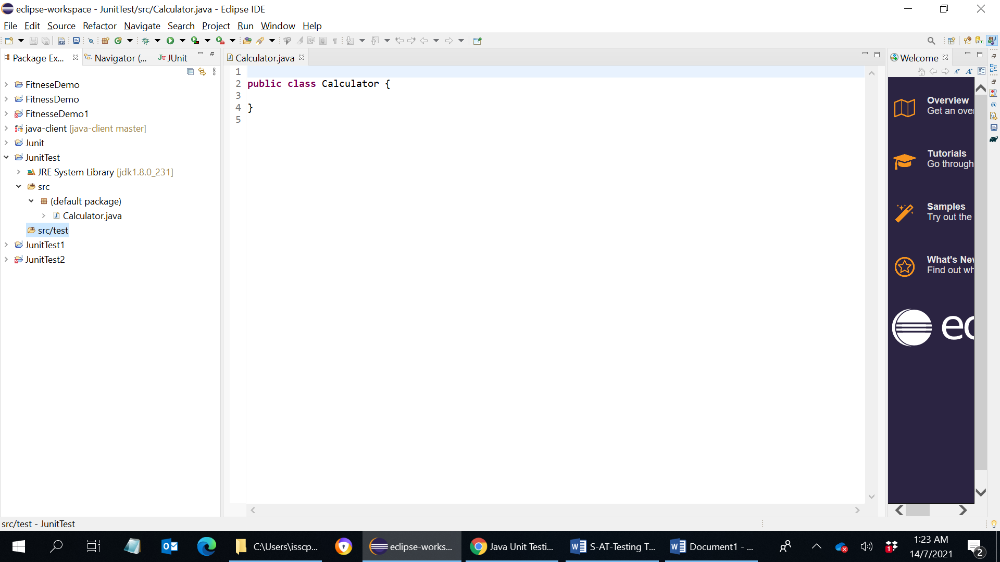 eclipse-workspace - JunitTest/src/Calculator.java - Eclipse IDE
File Edit Source Refactor Navigate Search Project Run Window Help
Package Ex... Navigator (... JUnit
Calculator.java
Welcome
FitneseDemo
FitnessDemo
FitnesseDemo1
java-client [java-client master]
Junit
JunitTest
JRE System Library [jdk1.8.0_231]
src
(default package)
Calculator.java
src/test
JunitTest1
JunitTest2
1
2 public class Calculator {
3
4 }
5
Overview
Get an over
Tutorials
Go through
Samples
Try out the
What's New
Find out wh
ec
src/test - JunitTest
C:\Users\isscp...
eclipse-works...
Java Unit Testi...
S-AT-Testing T...
Document1 - ...
1:23 AM
14/7/2021
1
2